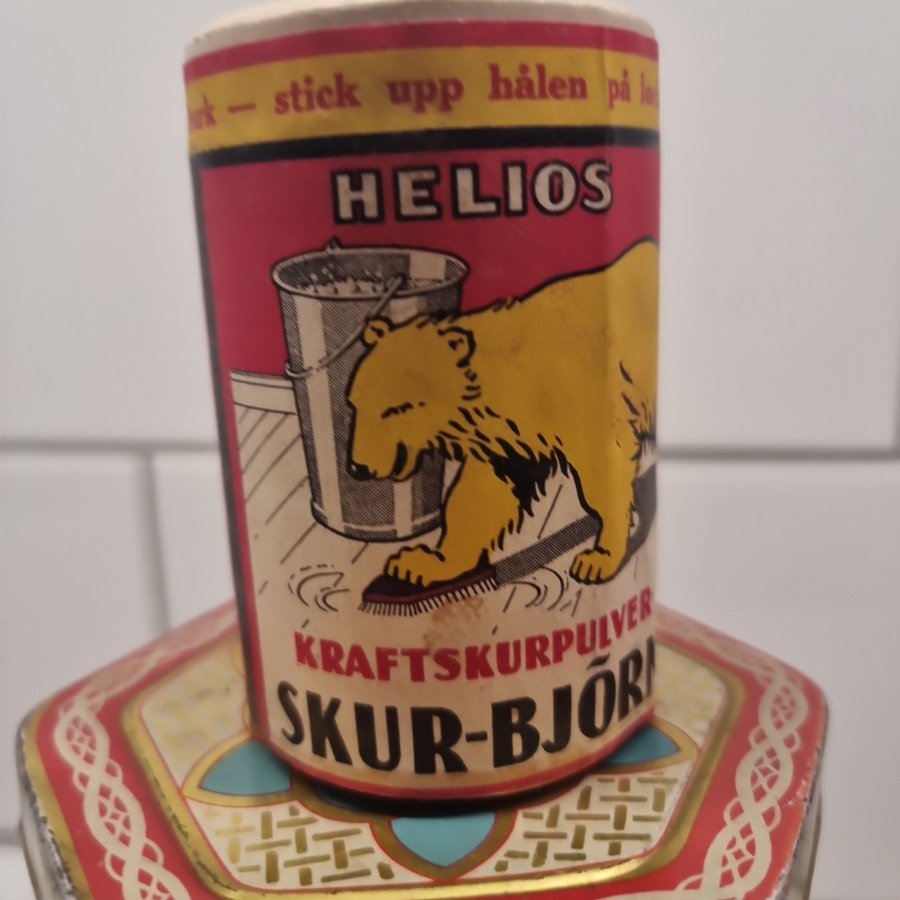 — stick upp hålen på
HELIOS
KRAFTSKURPULVER
SKUR-BJÖRN